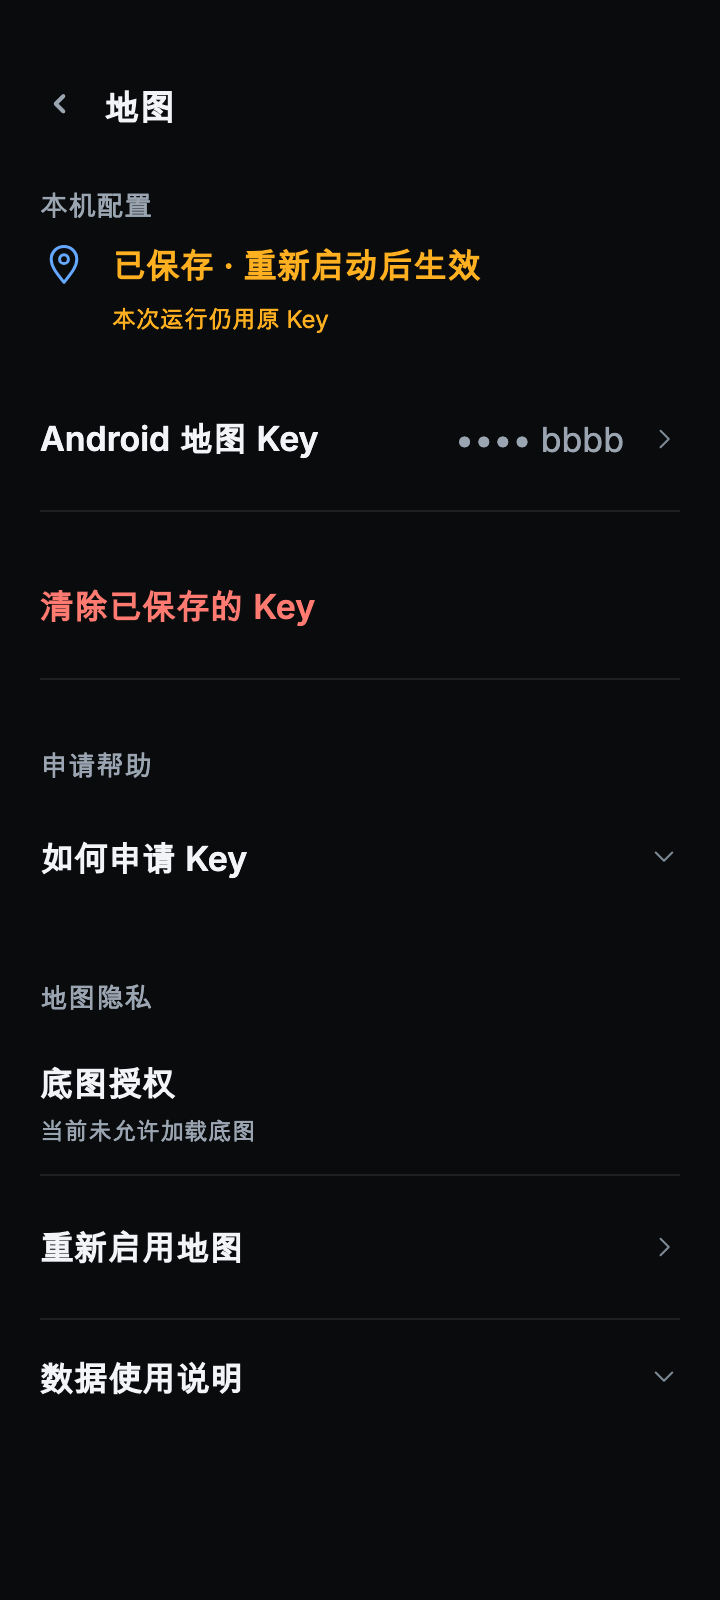 地图
本机配置
已保存 · 重新启动后生效
本次运行仍用原 Key
Android 地图 Key •••• bbbb
清除已保存的 Key
申请帮助
如何申请 Key
地图隐私
底图授权
当前未允许加载底图
重新启用地图
数据使用说明